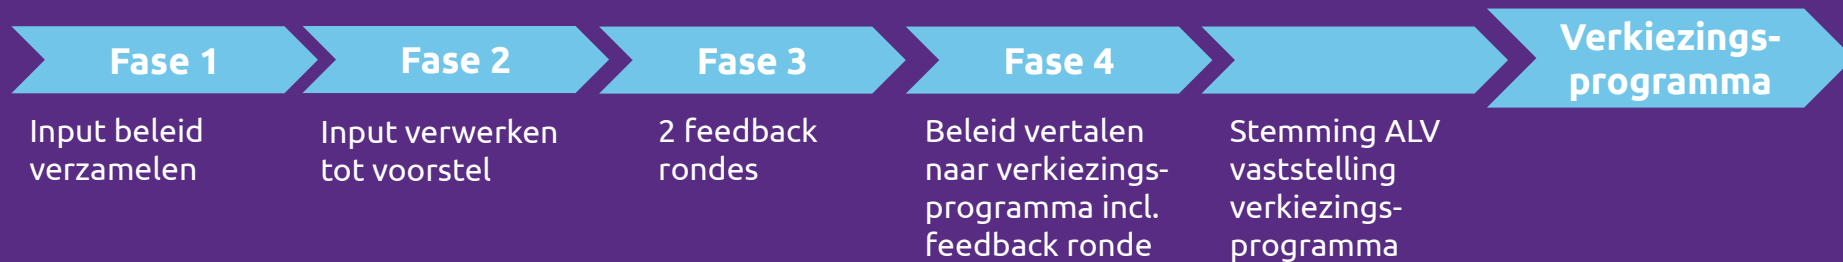 Fase 1
Fase 2
Fase 3
Fase 4
Verkiezings-
programma
Input beleid
verzamelen
Input verwerken
tot voorstel
2 feedback
rondes
Beleid vertalen
naar verkiezings-
programma incl.
feedback ronde
Stemming ALV
vaststelling
verkiezings-
programma